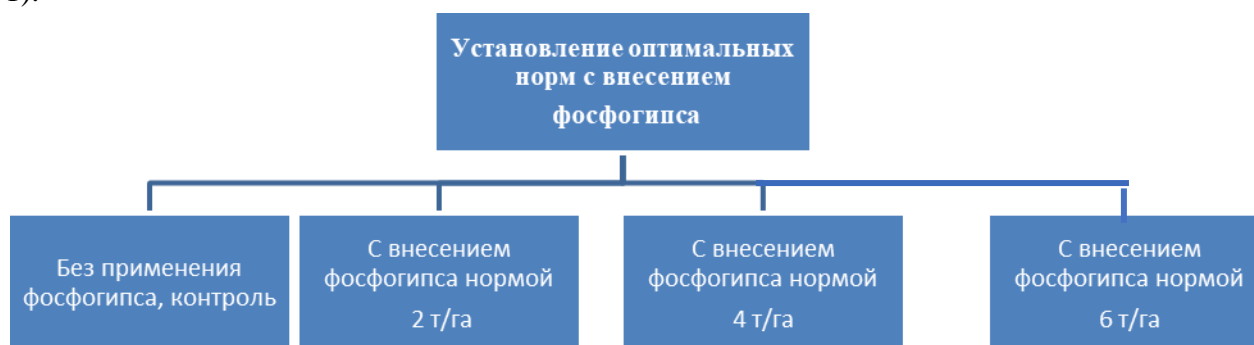 1).
Установление оптимальных
норм с внесением
фосфогипса
Без применения
фосфогипса, контроль
С внесением
фосфогипса нормой
2 т/га
С внесением
фосфогипса нормой
4 т/га
С внесением
фосфогипса нормой
6 т/га